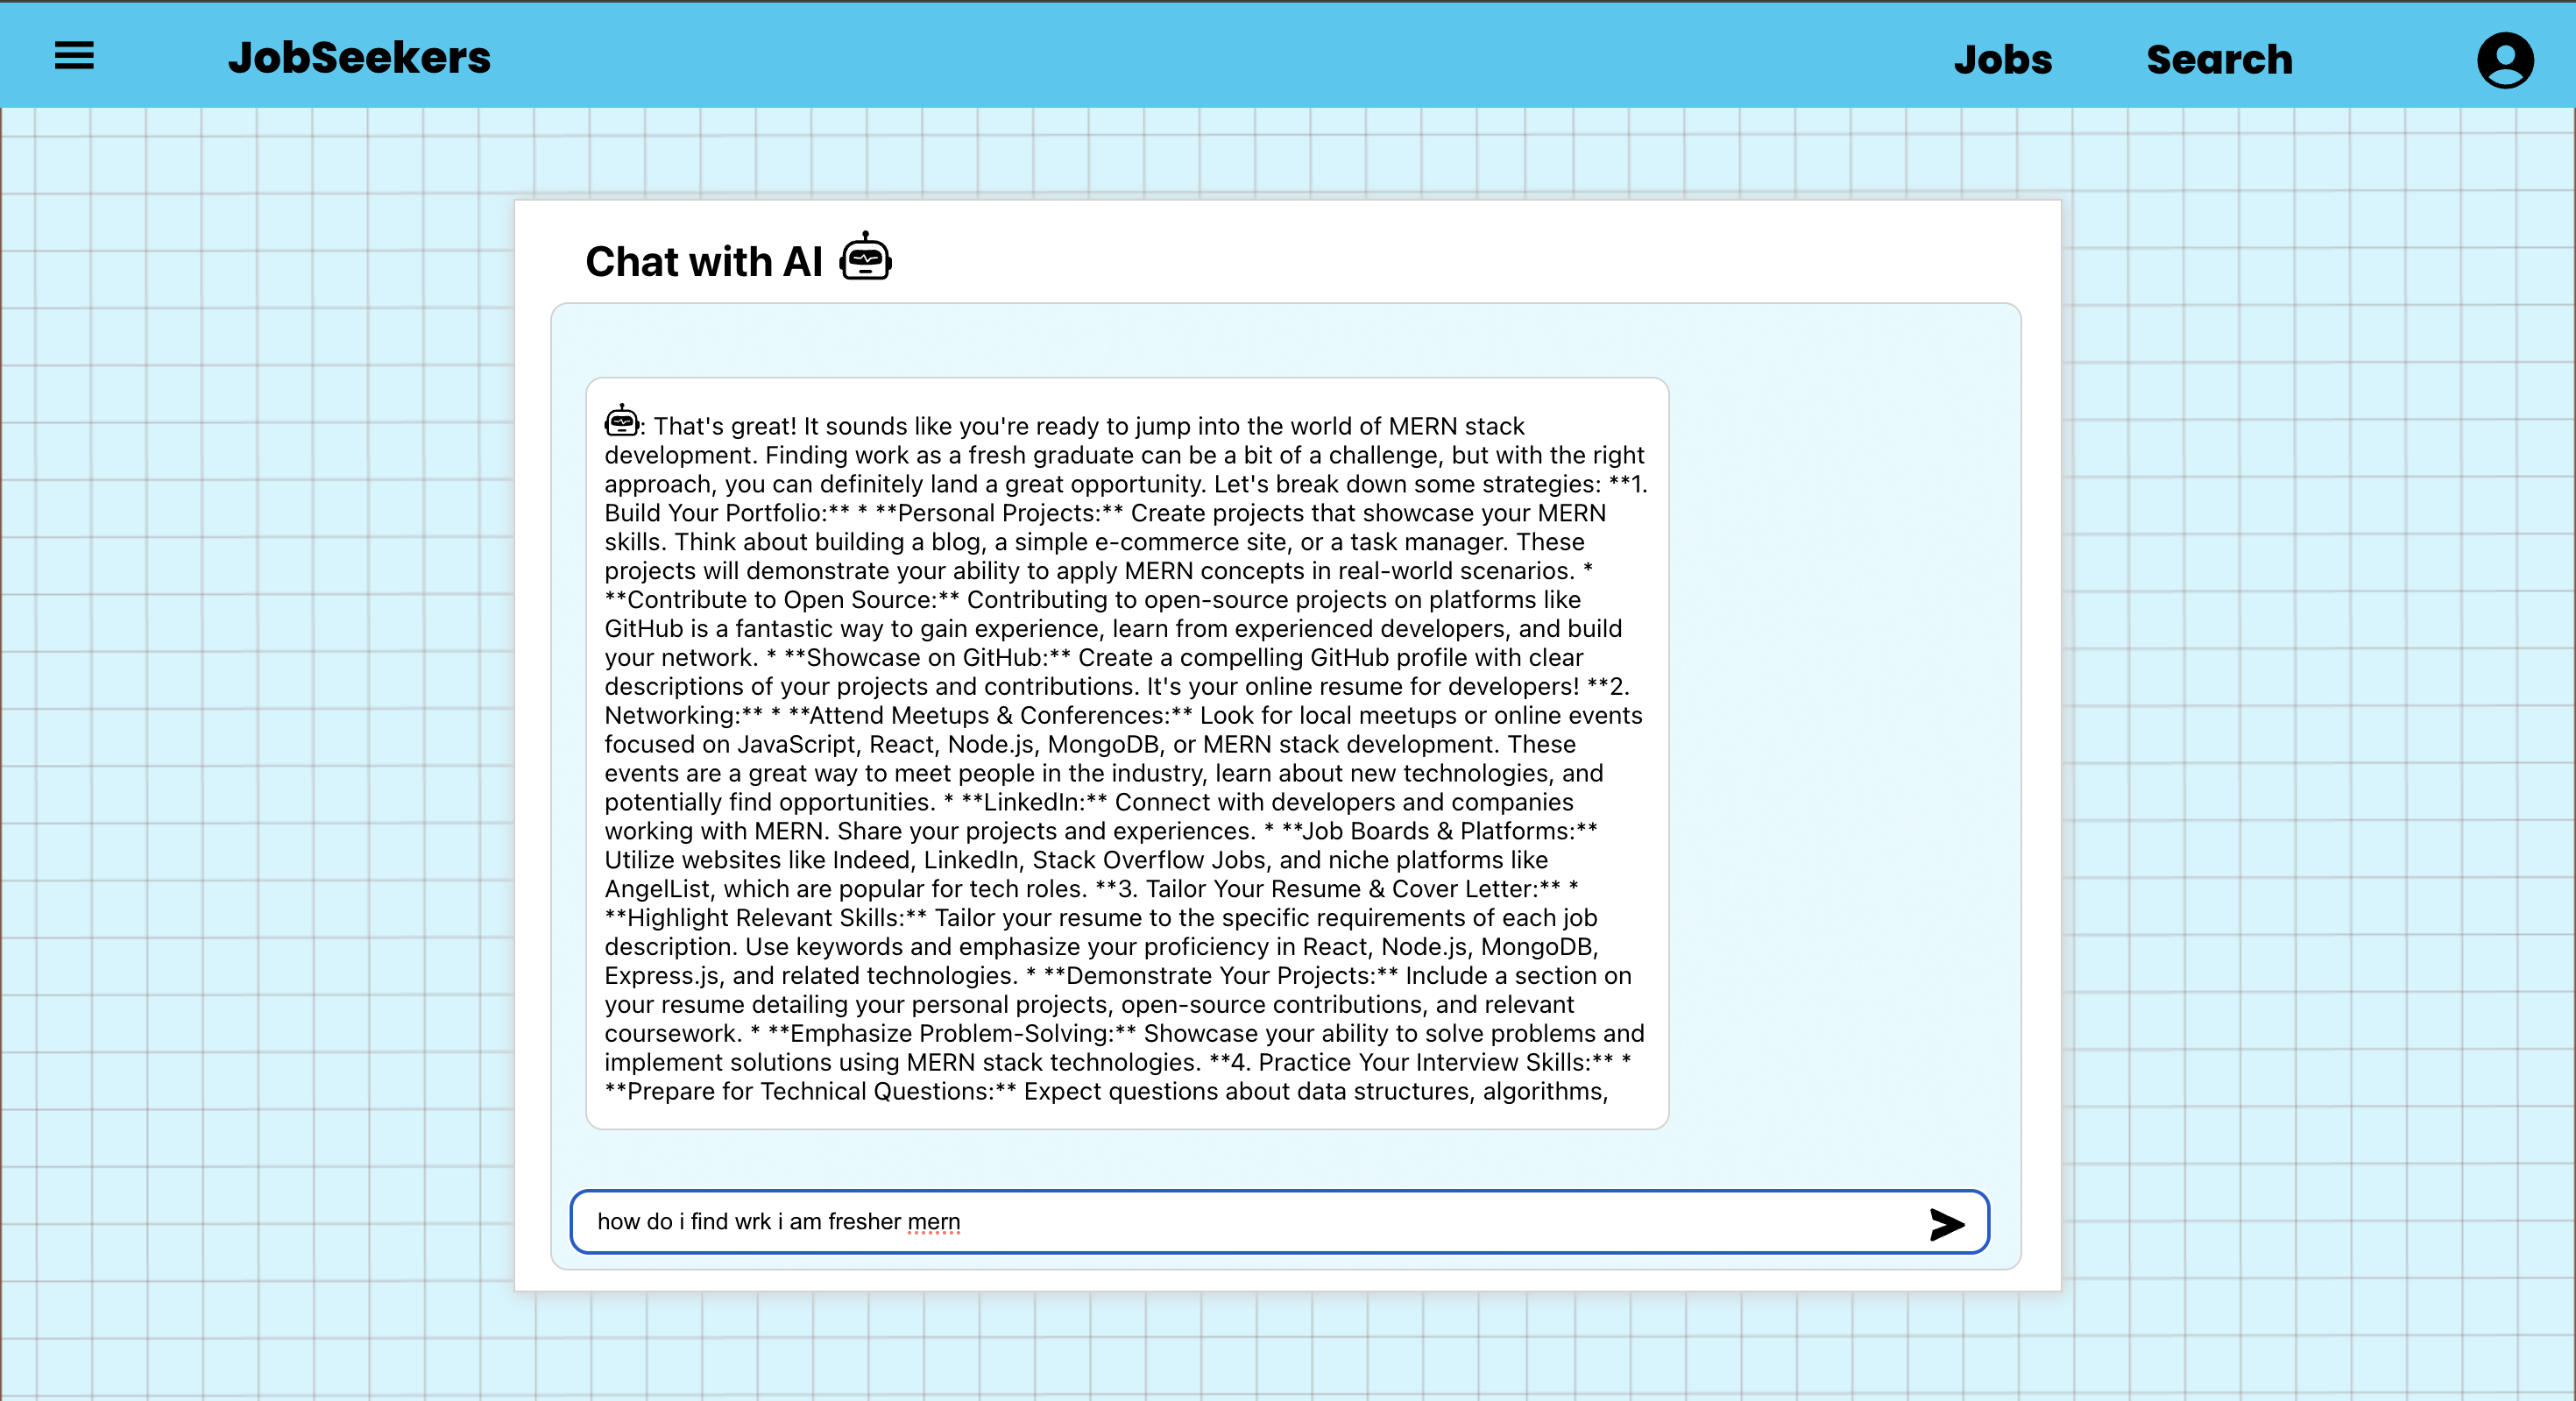 JobSeekers
Jobs
Search
Chat with AI
: That's great! It sounds like you're ready to jump into the world of MERN stack
development. Finding work as a fresh graduate can be a bit of a challenge, but with the right
approach, you can definitely land a great opportunity. Let's break down some strategies: **1.
Build Your Portfolio:** * **Personal Projects:** Create projects that showcase your MERN
skills. Think about building a blog, a simple e-commerce site, or a task manager. These
projects will demonstrate your ability to apply MERN concepts in real-world scenarios. *
**Contribute to Open Source:** Contributing to open-source projects on platforms like
GitHub is a fantastic way to gain experience, learn from experienced developers, and build
your network. * **Showcase on GitHub:** Create a compelling GitHub profile with clear
descriptions of your projects and contributions. It's your online resume for developers! **2.
Networking:** * **Attend Meetups & Conferences:** Look for local meetups or online events
focused on JavaScript, React, Node.js, MongoDB, or MERN stack development. These
events are a great way to meet people in the industry, learn about new technologies, and
potentially find opportunities. * **LinkedIn:** Connect with developers and companies
working with MERN. Share your projects and experiences. * **Job Boards & Platforms:**
Utilize websites like Indeed, LinkedIn, Stack Overflow Jobs, and niche platforms like
AngelList, which are popular for tech roles. **3. Tailor Your Resume & Cover Letter:** *
**Highlight Relevant Skills:** Tailor your resume to the specific requirements of each job
description. Use keywords and emphasize your proficiency in React, Node.js, MongoDB,
Express.js, and related technologies. * **Demonstrate Your Projects:** Include a section on
your resume detailing your personal projects, open-source contributions, and relevant
coursework. * **Emphasize Problem-Solving:** Showcase your ability to solve problems and
implement solutions using MERN stack technologies. **4. Practice Your Interview Skills:** *
**Prepare for Technical Questions:** Expect questions about data structures, algorithms,
how do i find wrk i am fresher mern